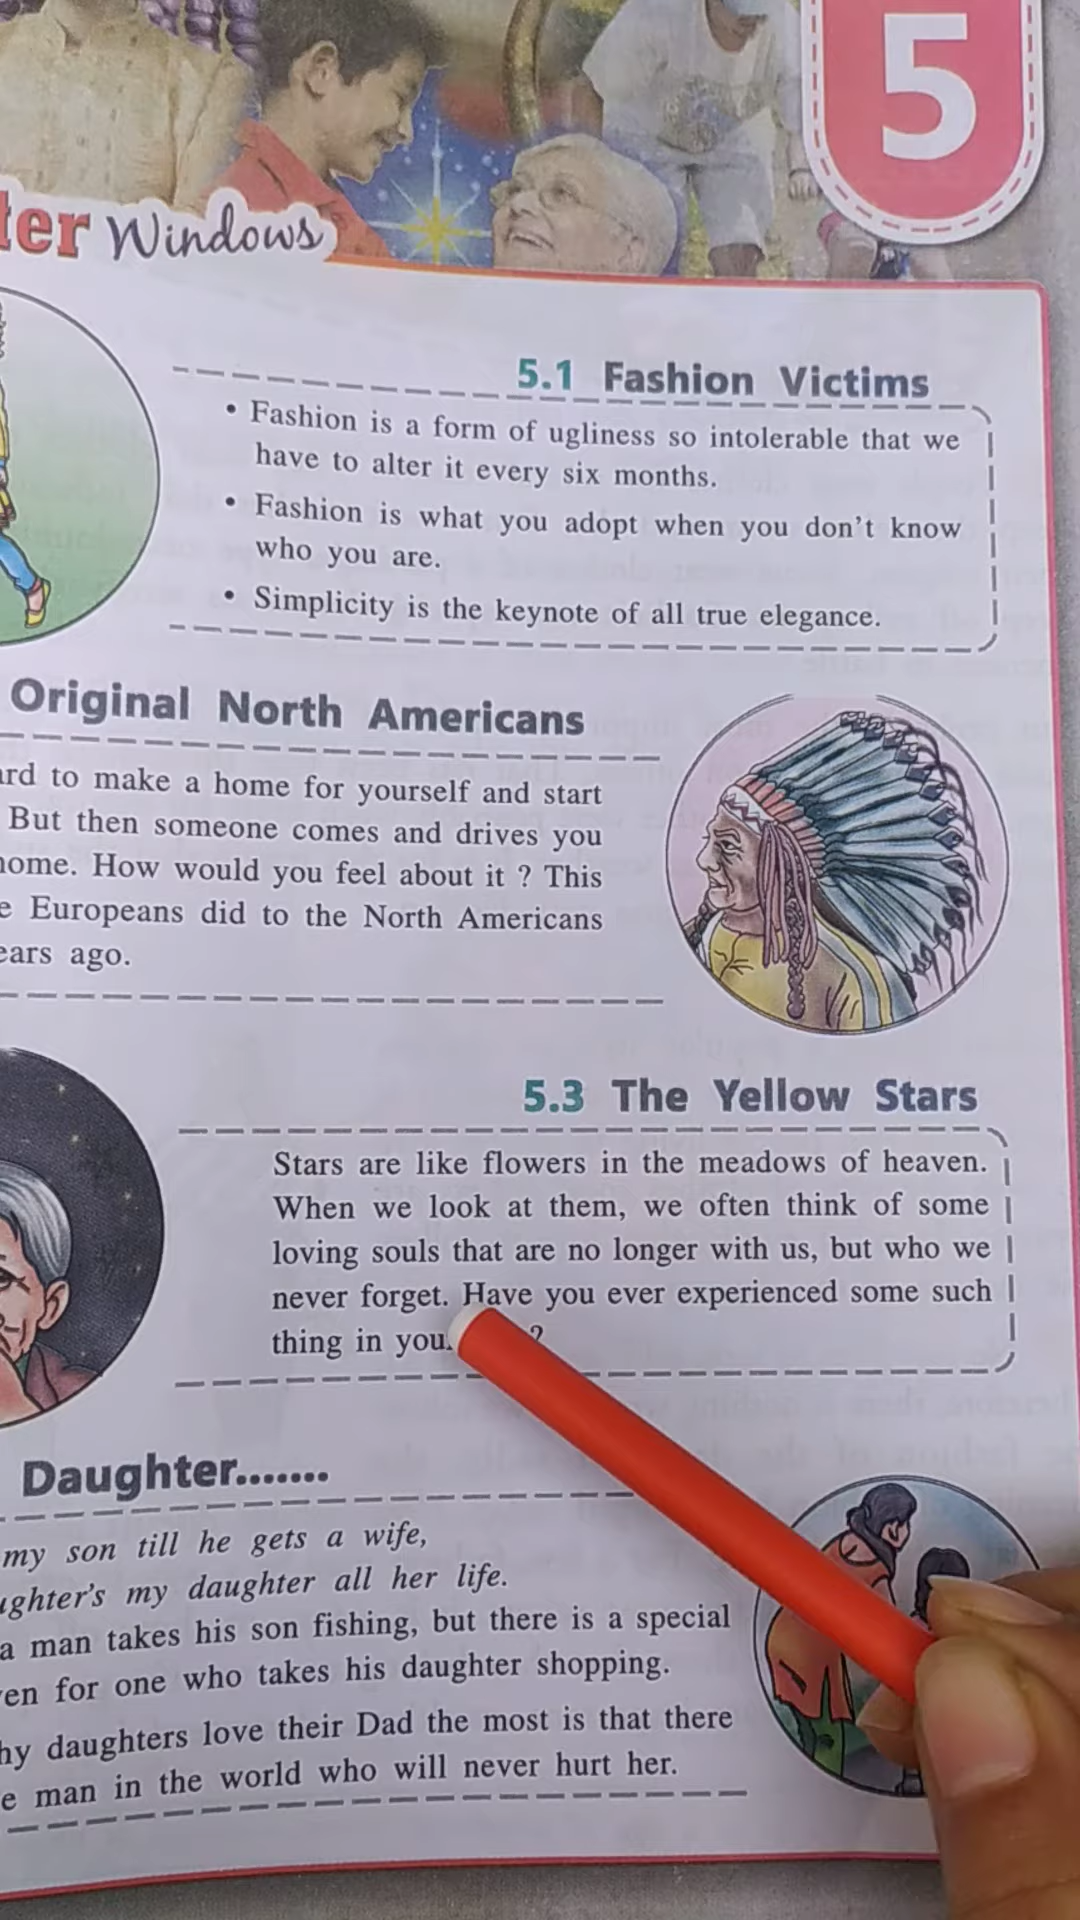 5
ter Windows
5.1 Fashion Victims
• Fashion is a form of ugliness so intolerable that we
have to alter it every six months.
• Fashion is what you adopt when you don't know
who you are.
• Simplicity is the keynote of all true elegance.
Original North Americans
ard to make a home for yourself and start
But then someone comes and drives you
home. How would you feel about it ? This
e Europeans did to the North Americans
ears ago.
5.3 The Yellow Stars
Stars are like flowers in the meadows of heaven.
When we look at them, we often think of some
loving souls that are no longer with us, but who we
never forget. Have you ever experienced some such
thing in you ?
Daughter.......
my son till he gets a wife,
ughter's my daughter all her life.
a man takes his son fishing, but there is a special
en for one who takes his daughter shopping.
hy daughters love their Dad the most is that there
e man in the world who will never hurt her.